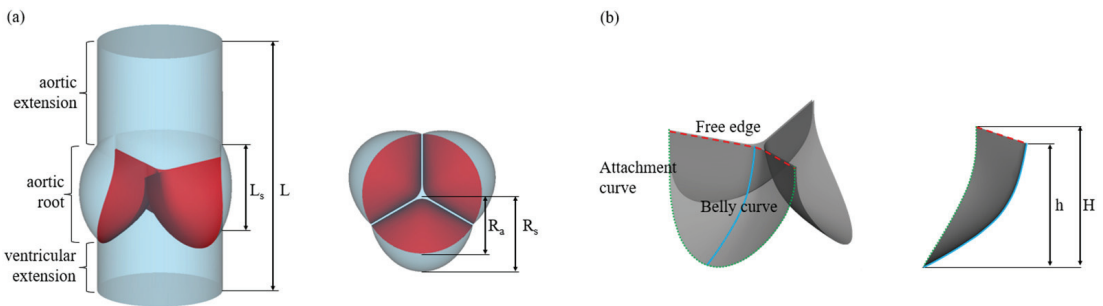 (a)
aortic
extension
aortic
root
ventricular
extension
Ls
L
Ra
Rs
(b)
Free edge
Attachment
curve
Belly curve
h
H